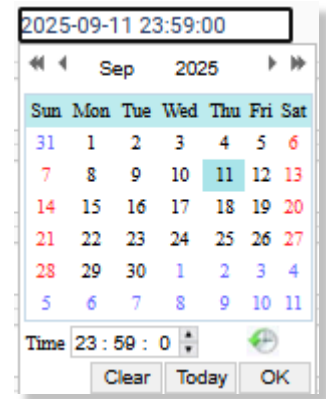 2025-09-11 23:59:00
Sep 2025
Sun Mon Tue Wed Thu Fri Sat
31 1 2 3 4 5 6
7 8 9 10 11 12 13
14 15 16 17 18 19 20
21 22 23 24 25 26 27
28 29 30 1 2 3 4
5 6 7 8 9 10 11
Time 23 : 59 : 0
Clear Today OK